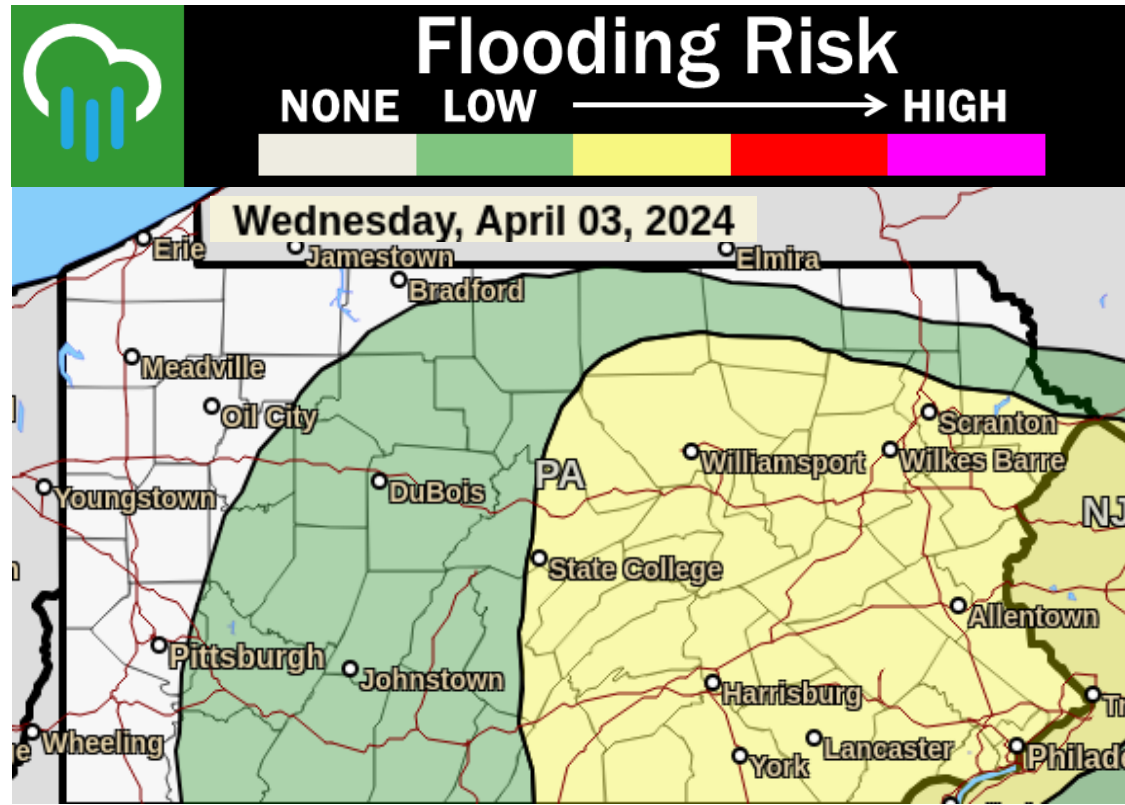 Flooding Risk
NONE LOW HIGH
Wednesday, April 03, 2024
Erie
Jamestown
Elmira
Bradford
Meadville
Oil City
Scranton
Williamsport
Wilkes Barre
PA
Youngstown
DuBois
NJ
State College
Allentown
Pittsburgh
Johnstown
Harrisburg
Wheeling
Lancaster
York